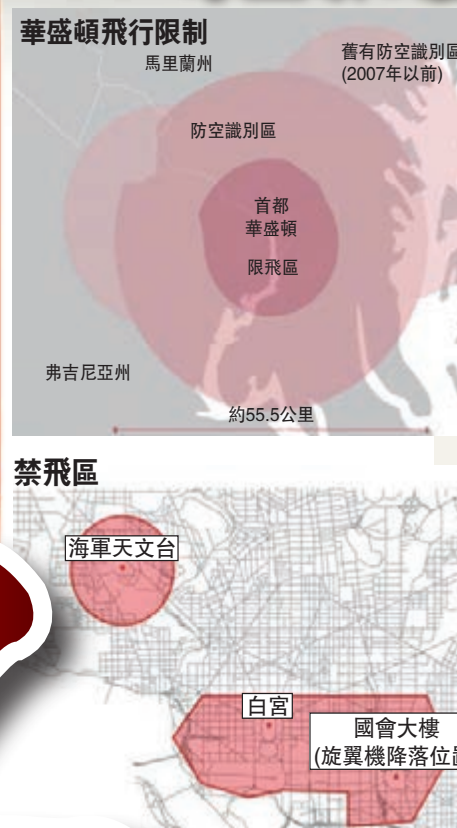 華盛頓飛行限制
馬里蘭州
舊有防空識別區
(2007年以前)
防空識別區
首都
華盛頓
限飛區
弗吉尼亞州
約55.5公里
禁飛區
海軍天文台
白宮
國會大樓
(旋翼機降落位置